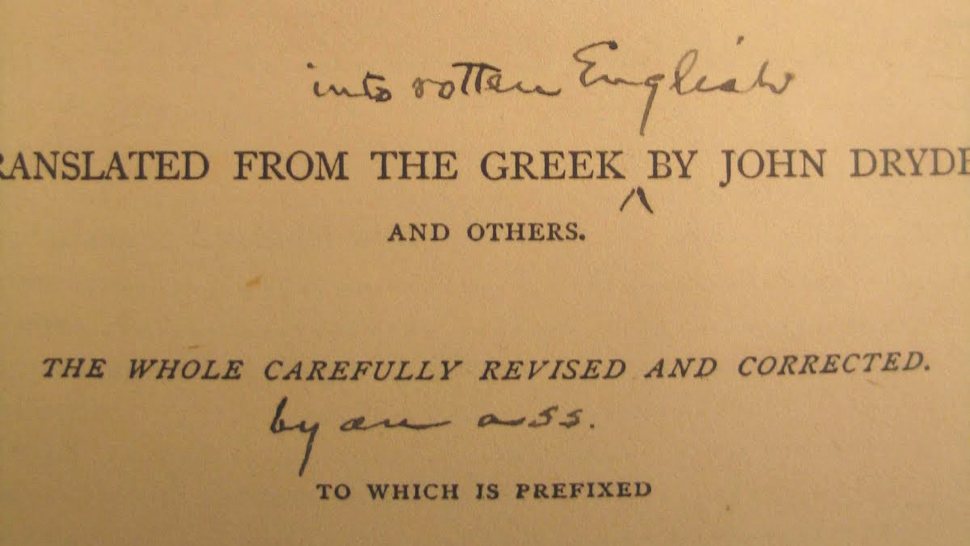 into rotten English
RANSLATED FROM THE GREEK ^ BY JOHN DRYDE
AND OTHERS.
THE WHOLE CAREFULLY REVISED AND CORRECTED.
by an ass.
TO WHICH IS PREFIXED